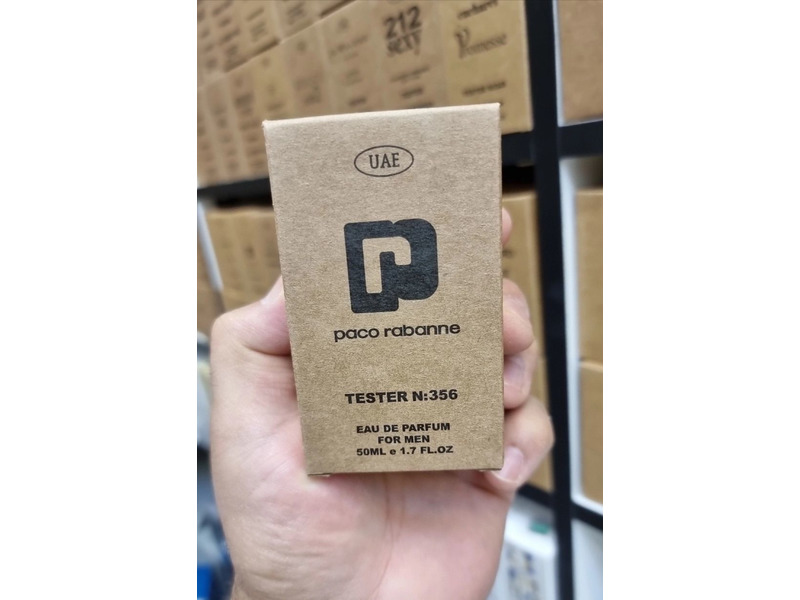 212
SEXY
UAE
paco rabanne
TESTER N:356
EAU DE PARFUM
FOR MEN
50ML e 1.7 FL.OZ